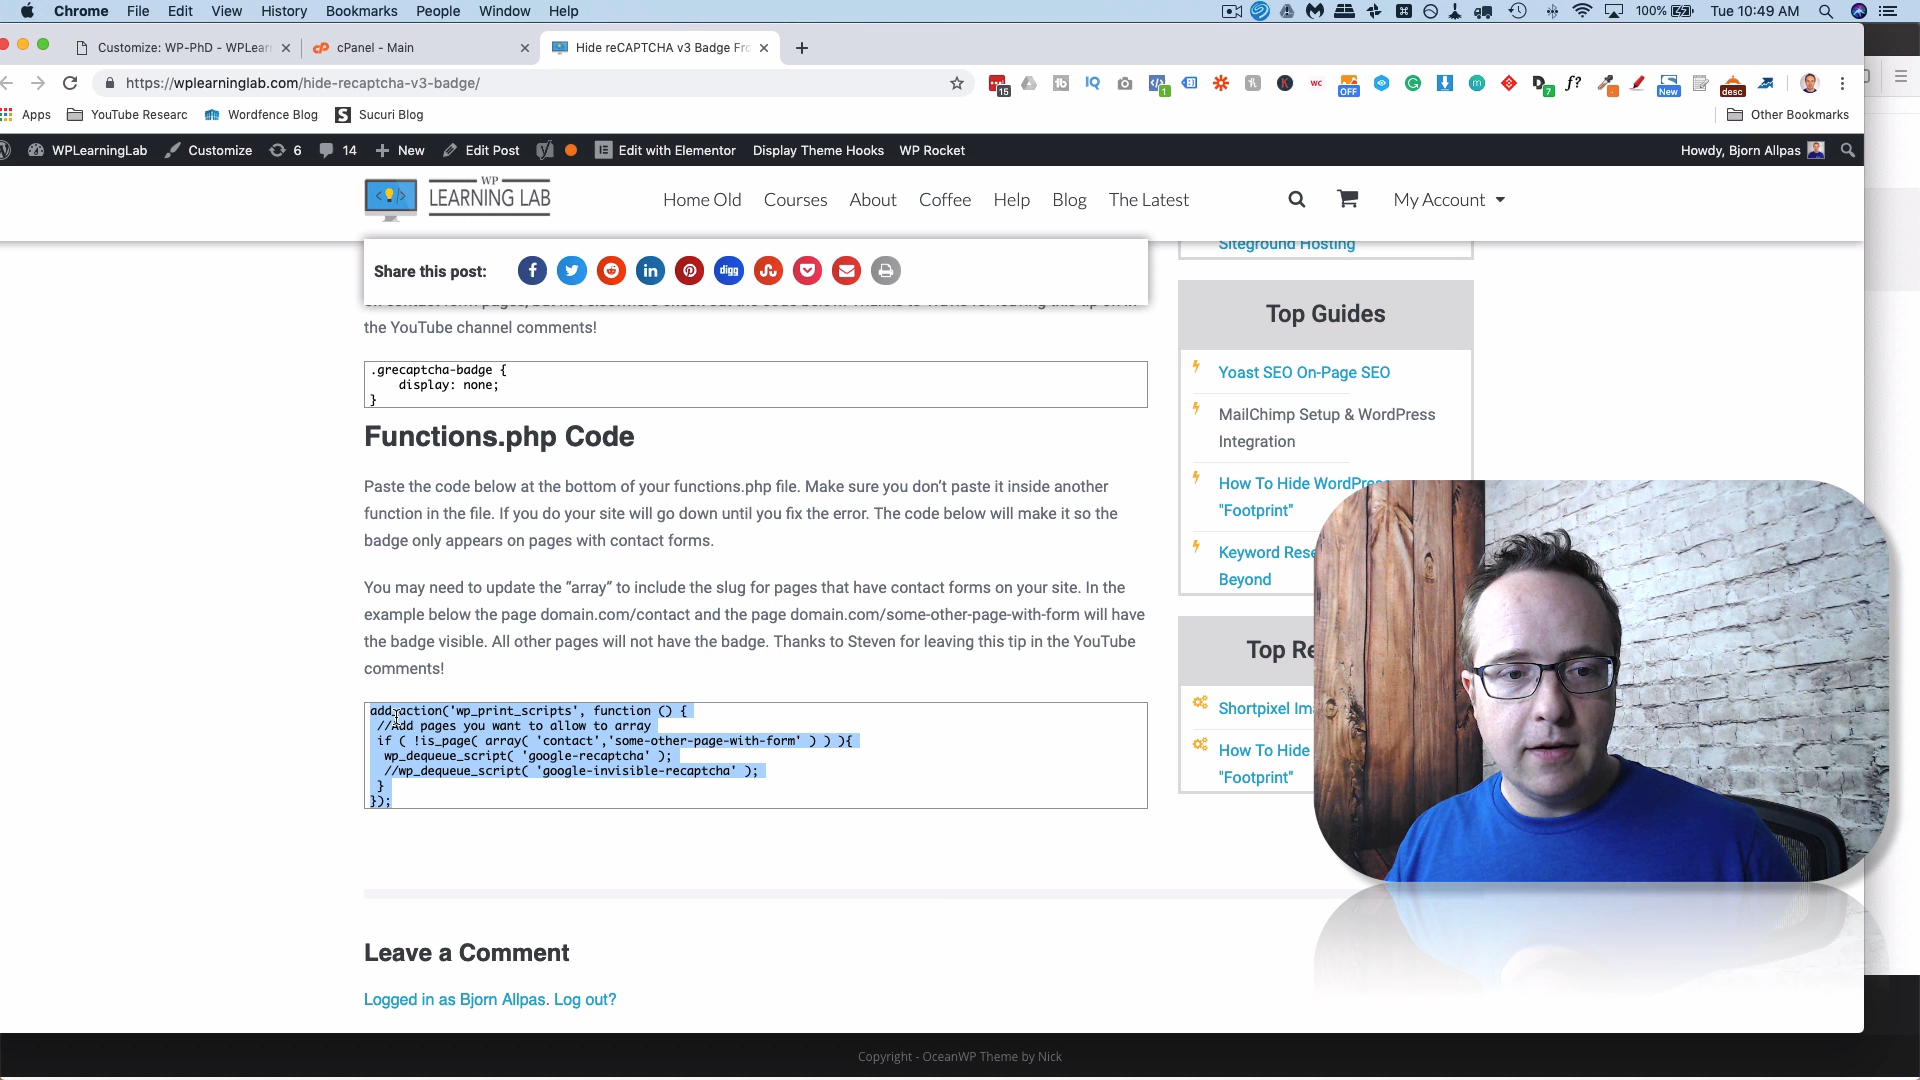 Chrome File Edit View History Bookmarks People Window Help
100% Tue 10:49 AM
Customize: WP-PhD - WPLear
cPanel - Main
Hide reCAPTCHA v3 Badge Fro
https://wplearninglab.com/hide-recaptcha-v3-badge/
15 1 OFF 7 New desc
Apps YouTube Researc Wordfence Blog Sucuri Blog Other Bookmarks
WPLearningLab Customize 6 14 New Edit Post Edit with Elementor Display Theme Hooks WP Rocket Howdy, Bjorn Allpas
WP
LEARNING LAB
Home Old Courses About Coffee Help Blog The Latest My Account
Siteground Hosting
Share this post:
digg
the YouTube channel comments!
.grecaptcha-badge {
display: none;
}
Functions.php Code
Paste the code below at the bottom of your functions.php file. Make sure you don’t paste it inside another
function in the file. If you do your site will go down until you fix the error. The code below will make it so the
badge only appears on pages with contact forms.
You may need to update the “array” to include the slug for pages that have contact forms on your site. In the
example below the page domain.com/contact and the page domain.com/some-other-page-with-form will have
the badge visible. All other pages will not have the badge. Thanks to Steven for leaving this tip in the YouTube
comments!
add_action('wp_print_scripts', function () {
//Add pages you want to allow to array
if ( !is_page( array( 'contact','some-other-page-with-form' ) ) ){
wp_dequeue_script( 'google-recaptcha' );
//wp_dequeue_script( 'google-invisible-recaptcha' );
}
});
Top Guides
Yoast SEO On-Page SEO
MailChimp Setup & WordPress
Integration
How To Hide WordPress
"Footprint"
Keyword Rese
Beyond
Top Re
Shortpixel Im
How To Hide
"Footprint"
Leave a Comment
Logged in as Bjorn Allpas. Log out?
Copyright - OceanWP Theme by Nick